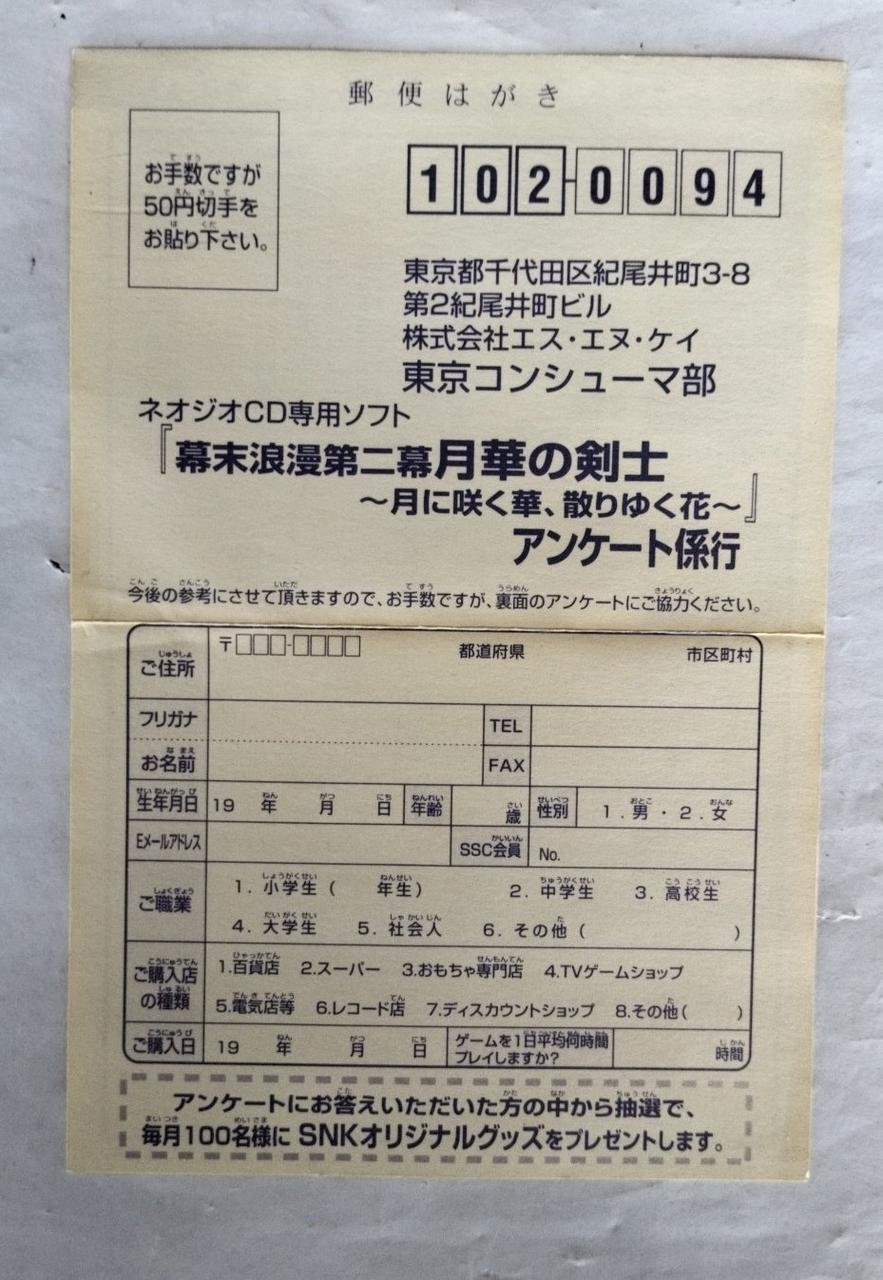 郵便はがき
お手数ですが
50円切手を
お貼り下さい。
102-0094
東京都千代田区紀尾井町3-8
第2紀尾井町ビル
株式会社エス・エヌ・ケイ
東京コンシューマ部
ネオジオCD専用ソフト
『幕末浪漫第二幕月華の剣士
〜月に咲く華、散りゆく花〜』
アンケート係行
今後の参考にさせて頂きますので、お手数ですが、裏面のアンケートにご協力ください。
ご住所 〒□□□-□□□□ 都道府県 市区町村
フリガナ TEL
お名前 FAX
生年月日 19 年 月 日 年齢 歳 性別 1.男・2.女
Eメールアドレス SSC会員 No.
ご職業 1.小学生( 年生) 2.中学生 3.高校生
4.大学生 5.社会人 6.その他( )
ご購入店の種類 1.百貨店 2.スーパー 3.おもちゃ専門店 4.TVゲームショップ
5.電気店等 6.レコード店 7.ディスカウントショップ 8.その他( )
ご購入日 19 年 月 日 ゲームを1日平均何時間プレイしますか? 時間
アンケートにお答えいただいた方の中から抽選で、
毎月100名様に SNKオリジナルグッズをプレゼントします。